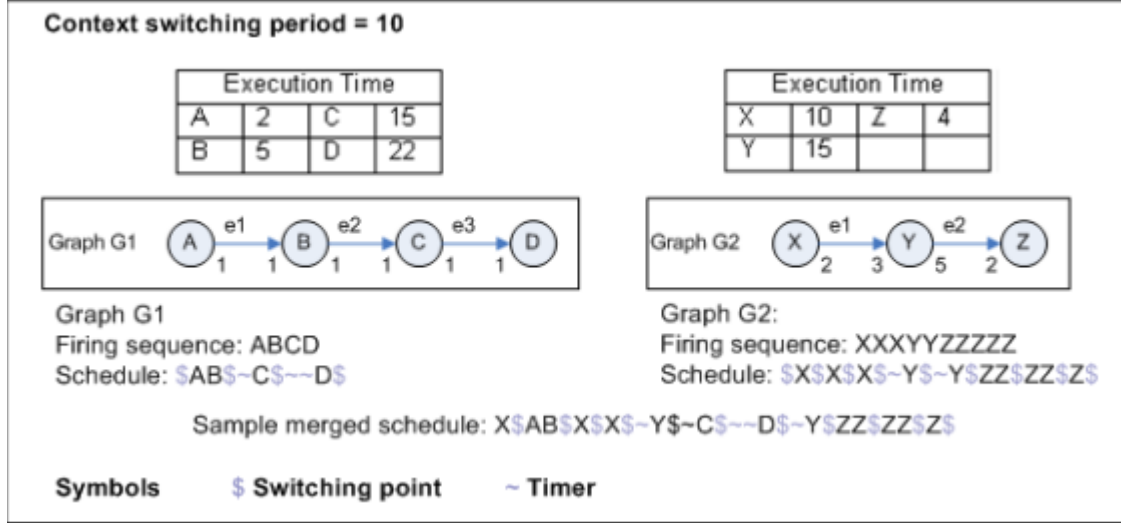 Context switching period = 10
Execution Time
A 2 C 15
B 5 D 22
Execution Time
X 10 Z 4
Y 15
Graph G1 A e1 B e2 C e3 D
1 1 1 1 1 1
Graph G2 X e1 Y e2 Z
2 3 5 2
Graph G1
Firing sequence: ABCD
Schedule: $AB$~C$~~D$
Graph G2:
Firing sequence: XXXYYZZZZZ
Schedule: $X$X$X$~Y$~Y$ZZ$ZZ$Z$
Sample merged schedule: X$AB$X$X$~Y$~C$~~D$~Y$ZZ$ZZ$Z$
Symbols $ Switching point ~ Timer